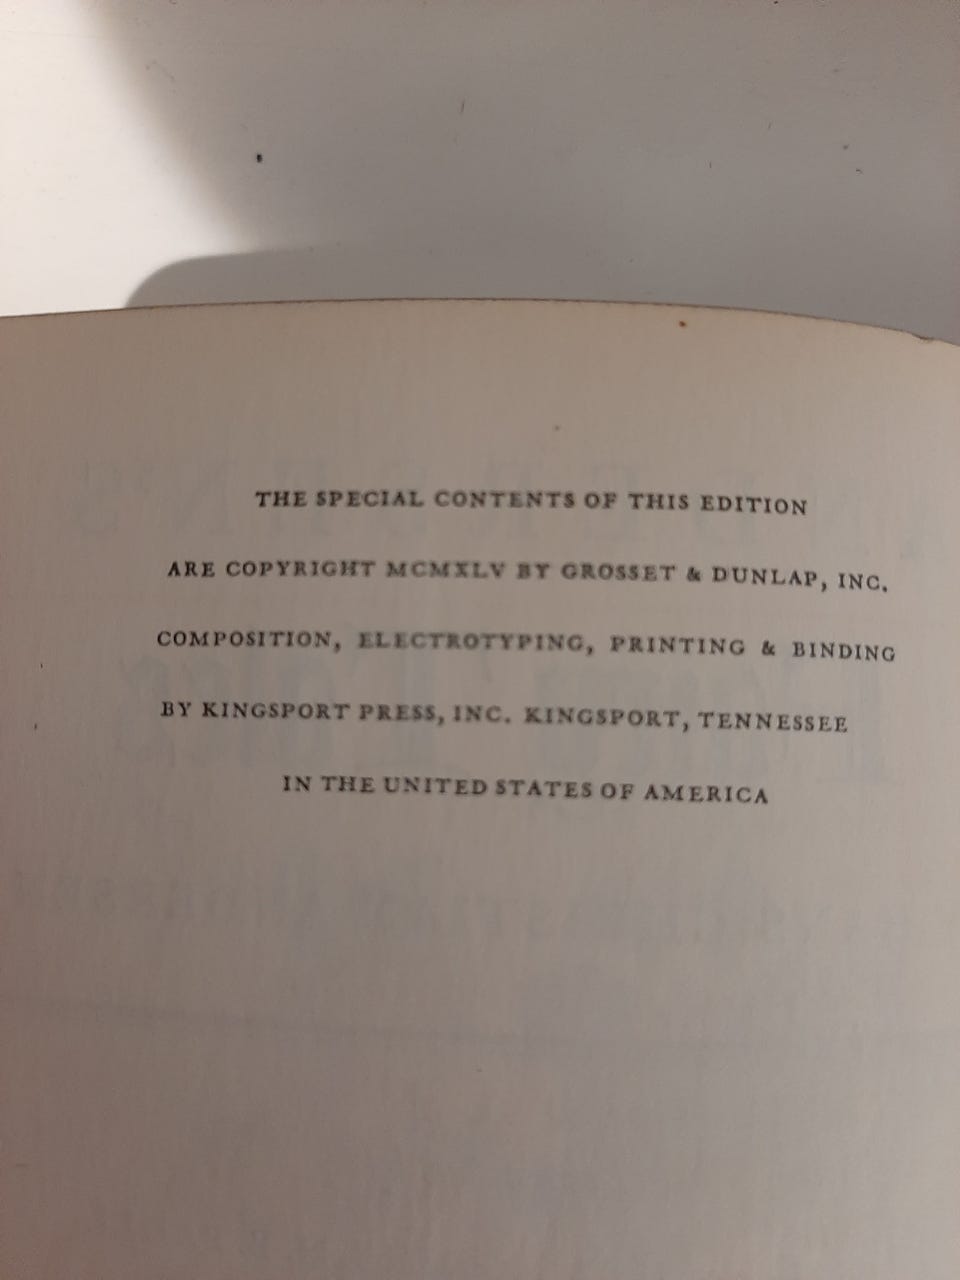 THE SPECIAL CONTENTS OF THIS EDITION
ARE COPYRIGHT MCMXLV BY GROSSET & DUNLAP, INC.
COMPOSITION, ELECTROTYPING, PRINTING & BINDING
BY KINGSPORT PRESS, INC. KINGSPORT, TENNESSEE
IN THE UNITED STATES OF AMERICA